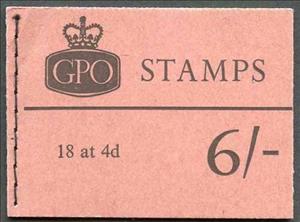 GPO STAMPS
18 at 4d 6/-